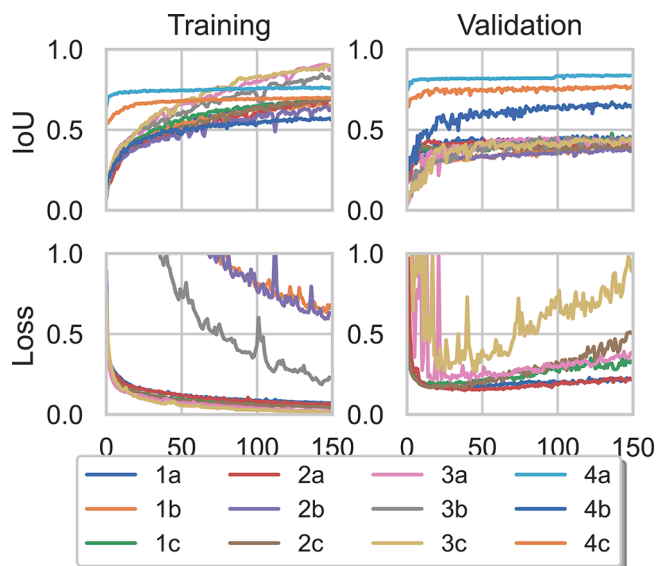 Training Validation
1.0 1.0
IoU 0.5 0.5
0.0 0.0
1.0 1.0
Loss 0.5 0.5
0.0 0.0
0 50 100 150 0 50 100 150
1a 2a 3a 4a
1b 2b 3b 4b
1c 2c 3c 4c